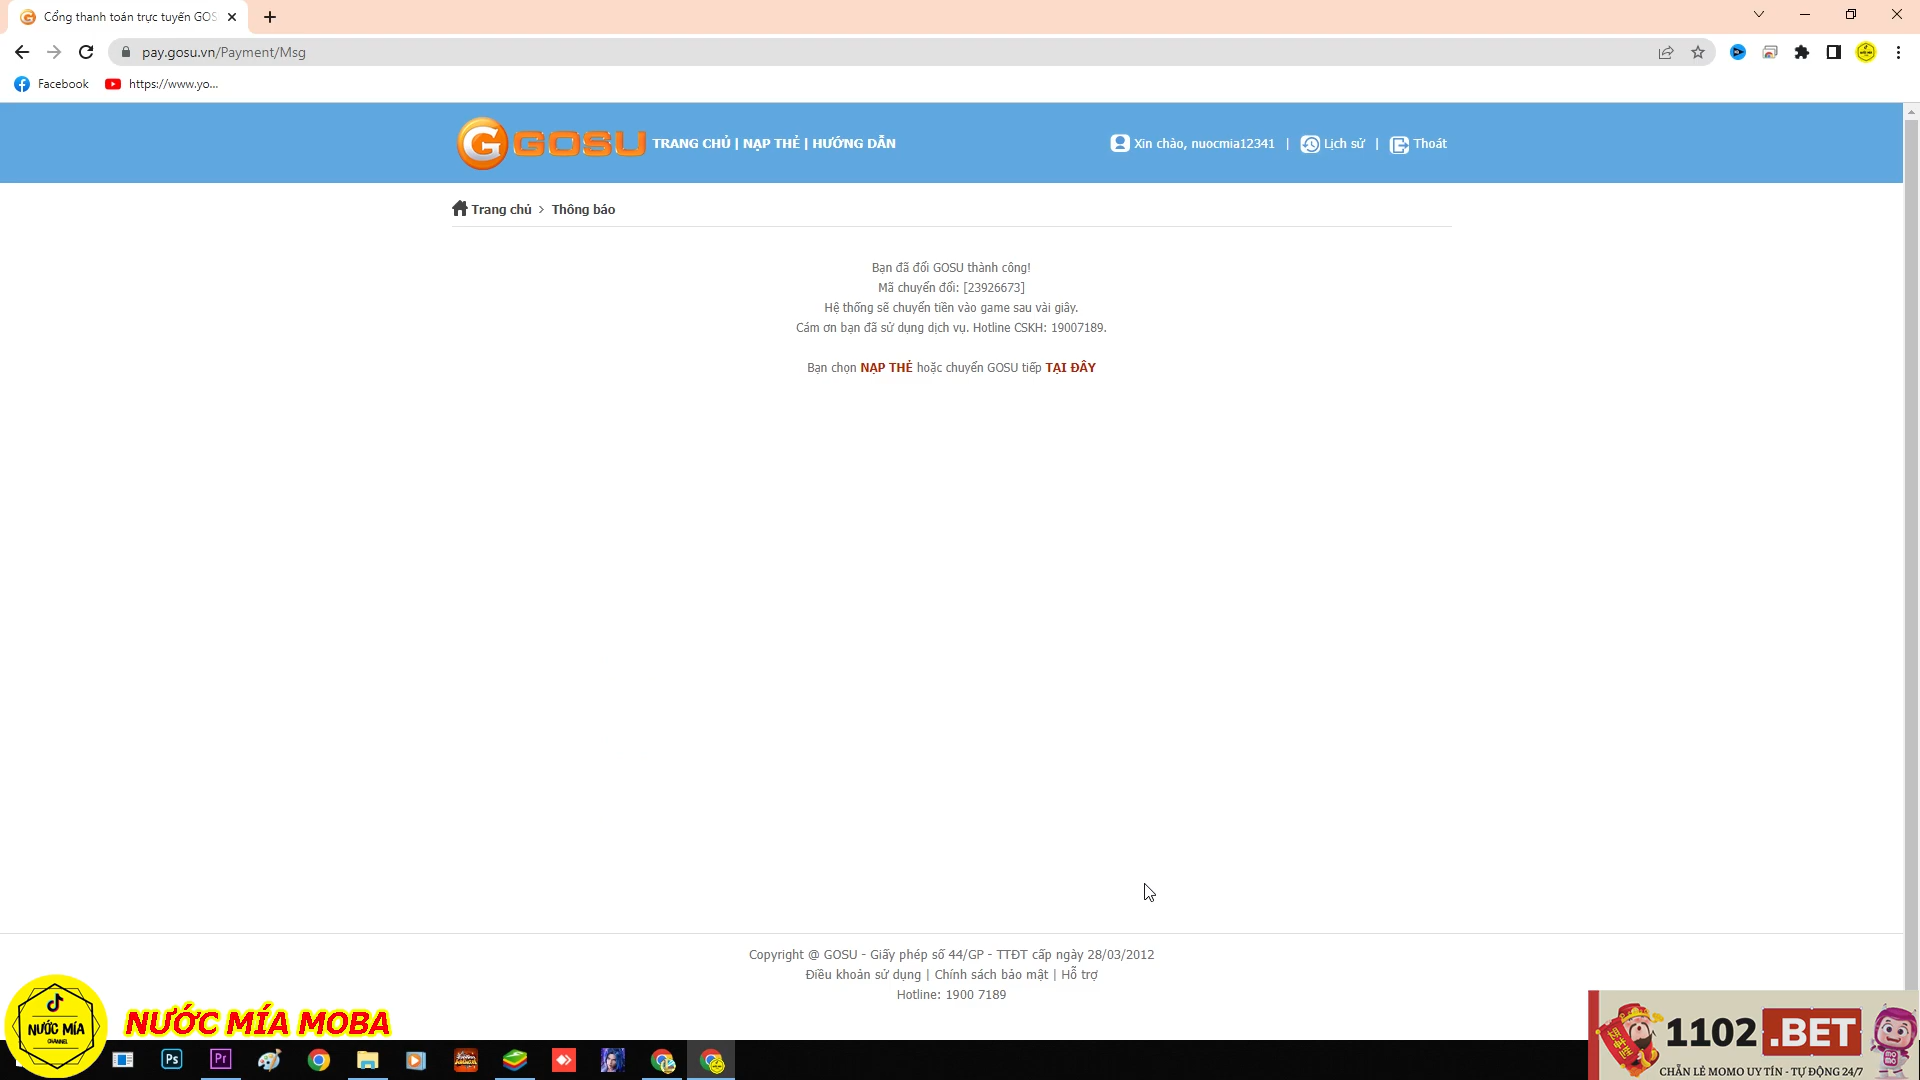 Cổng thanh toán trực tuyến GOS
pay.gosu.vn/Payment/Msg
Facebook
https://www.yo...
GOSU
TRANG CHỦ | NẠP THẺ | HƯỚNG DẪN
Xin chào, nuocmia12341 | Lịch sử | Thoát
Trang chủ > Thông báo
Bạn đã đổi GOSU thành công!
Mã chuyển đổi: [23926673]
Hệ thống sẽ chuyển tiền vào game sau vài giây.
Cám ơn bạn đã sử dụng dịch vụ. Hotline CSKH: 19007189.
Bạn chọn NẠP THẺ hoặc chuyển GOSU tiếp TẠI ĐÂY
Copyright @ GOSU - Giấy phép số 44/GP - TTĐT cấp ngày 28/03/2012
Điều khoản sử dụng | Chính sách bảo mật | Hỗ trợ
Hotline: 1900 7189
NƯỚC MÍA
CHANNEL
NƯỚC MÍA MOBA
Ps
Pr
1102 .BET
CHẴN LẺ MOMO UY TÍN - TỰ ĐỘNG 24/7